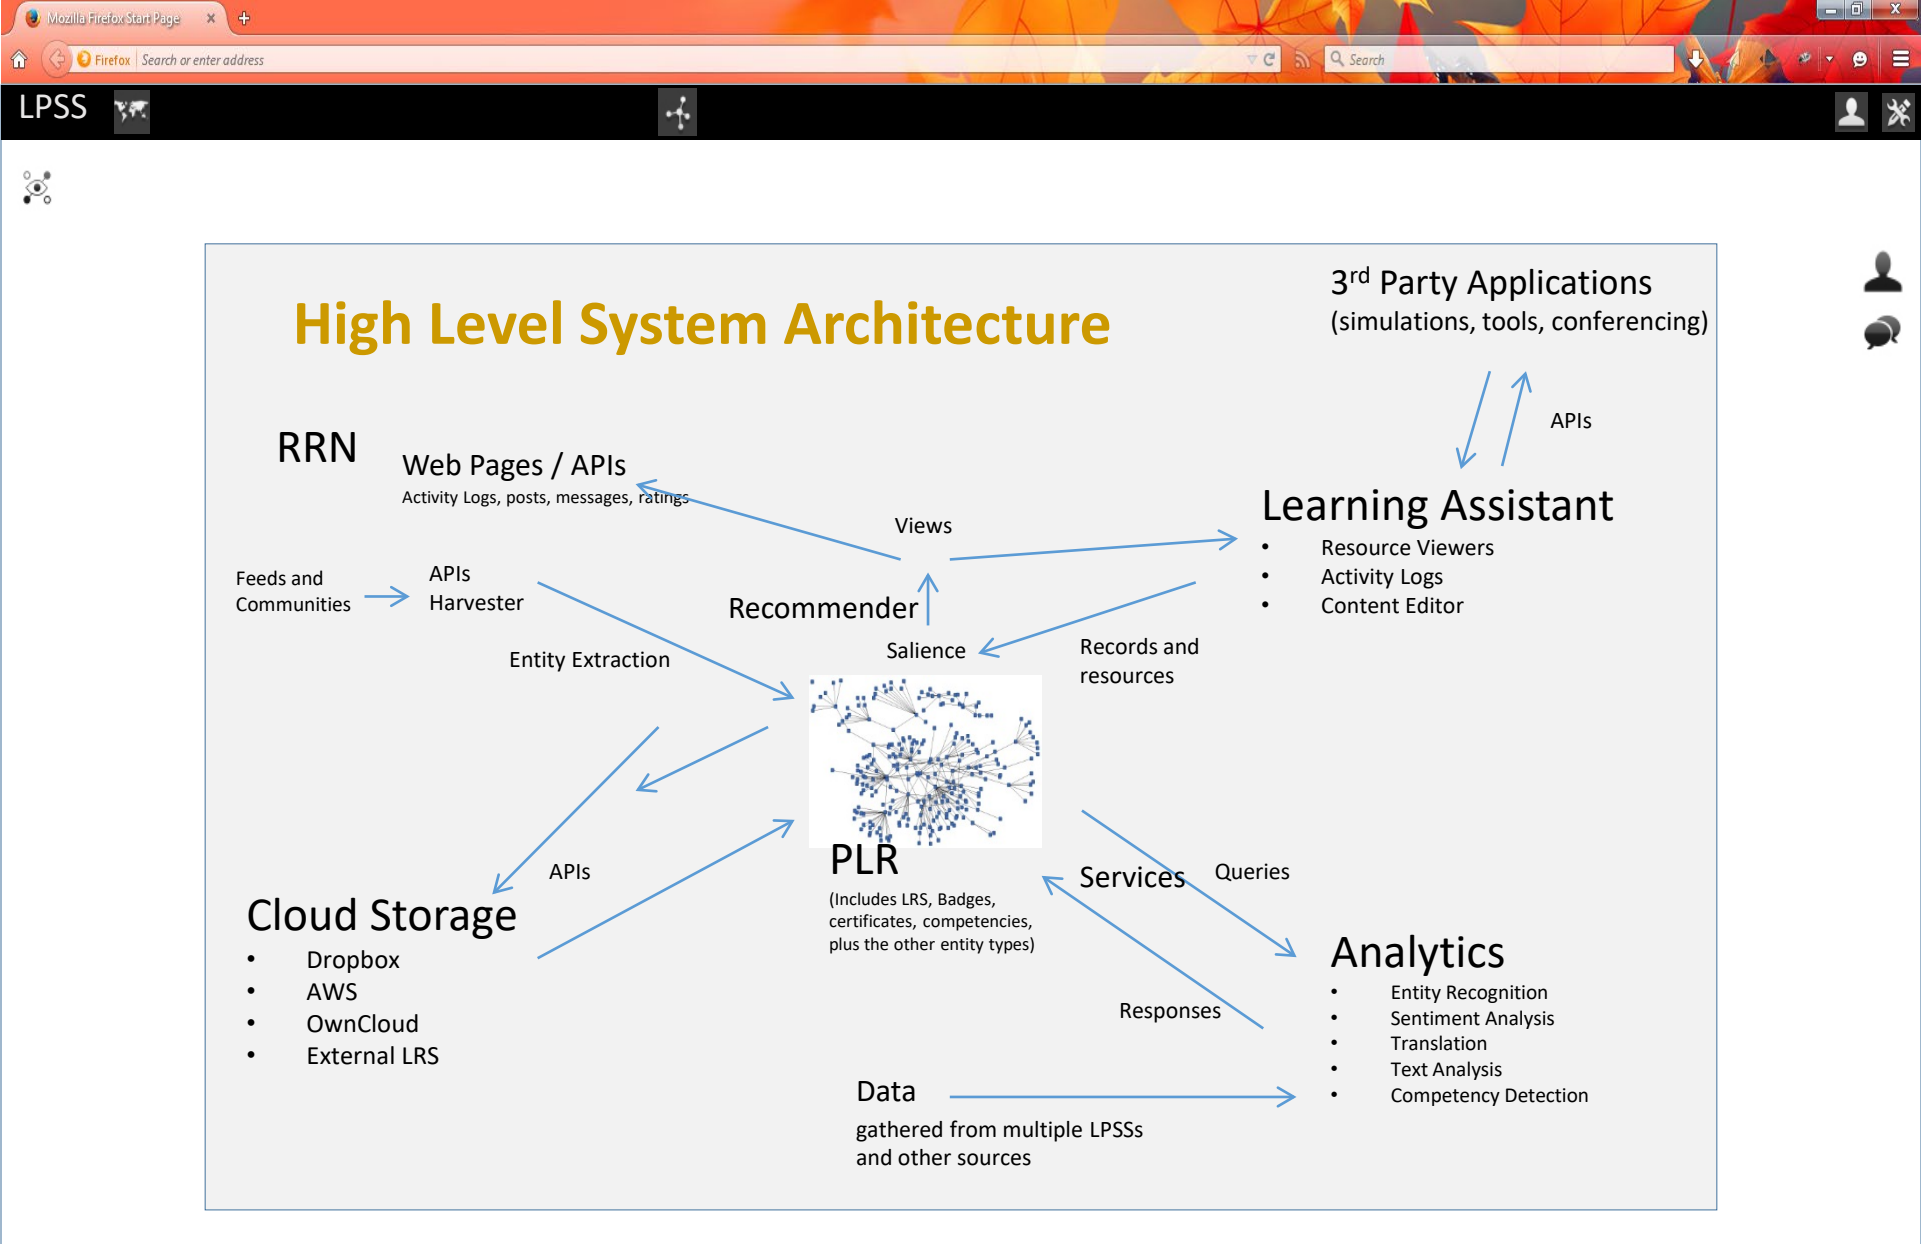 Mozilla Firefox Start Page
Firefox Search or enter address
Search
LPSS
High Level System Architecture
3rd Party Applications
(simulations, tools, conferencing)
APIs
RRN
Web Pages / APIs
Activity Logs, posts, messages, ratings
Views
Learning Assistant
• Resource Viewers
• Activity Logs
• Content Editor
Feeds and
Communities
APIs
Harvester
Recommender
Salience
Entity Extraction
Records and
resources
APIs
PLR
(Includes LRS, Badges,
certificates, competencies,
plus the other entity types)
Services
Queries
Cloud Storage
• Dropbox
• AWS
• OwnCloud
• External LRS
Analytics
• Entity Recognition
• Sentiment Analysis
• Translation
• Text Analysis
• Competency Detection
Responses
Data
gathered from multiple LPSSs
and other sources